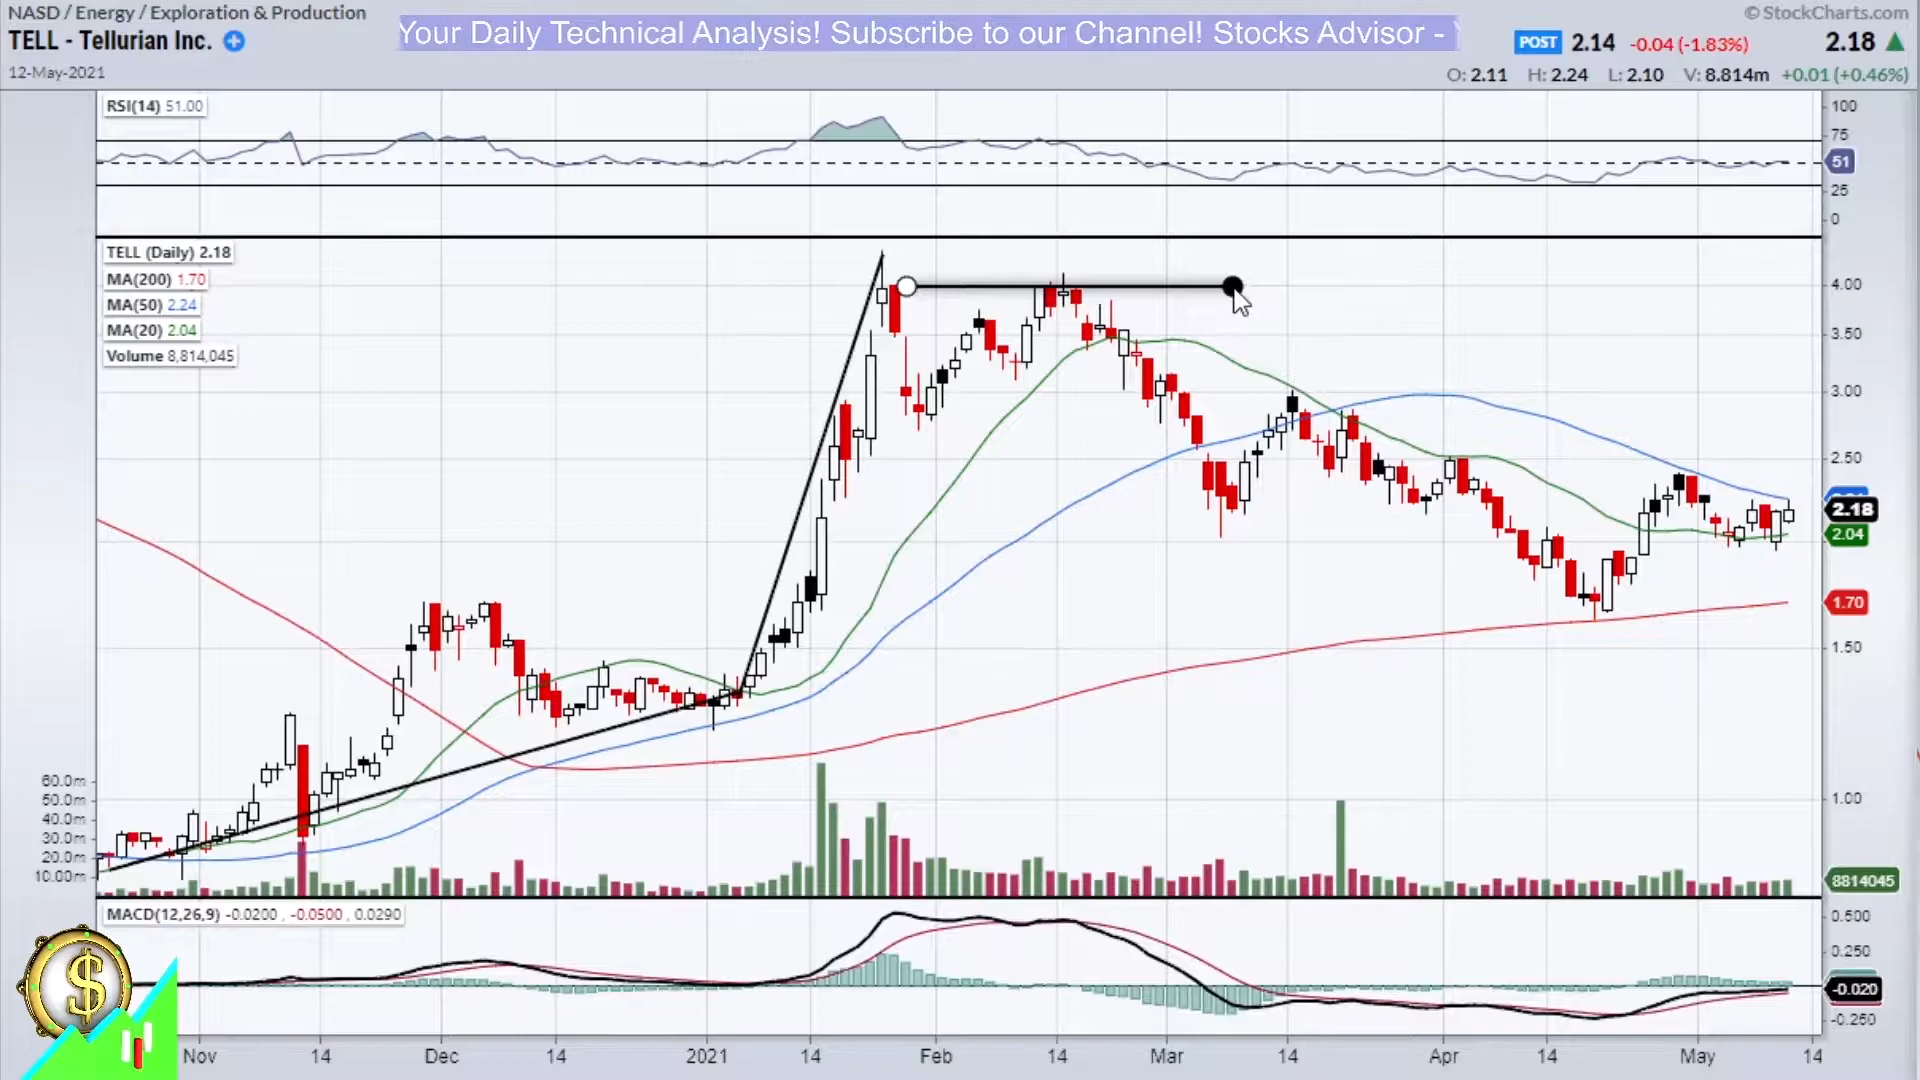 NASD / Energy / Exploration & Production
© StockCharts.com
TELL - Tellurian Inc.
Your Daily Technical Analysis! Subscribe to our Channel! Stocks Advisor -
POST 2.14 -0.04 (-1.83%) 2.18
12-May-2021
O: 2.11 H: 2.24 L: 2.10 V: 8.814m +0.01 (+0.46%)
RSI(14) 51.00
100
75
51
25
0
TELL (Daily) 2.18
MA(200) 1.70
MA(50) 2.24
MA(20) 2.04
Volume 8,814,045
4.00
3.50
3.00
2.50
2.18
2.04
1.70
1.50
1.00
60.0m
50.0m
40.0m
30.0m
20.0m
10.00m
8814045
MACD(12,26,9) -0.0200 , -0.0500 , 0.0290
0.500
0.250
-0.020
-0.250
$
Nov 14 Dec 14 2021 14 Feb 14 Mar 14 Apr 14 May 14